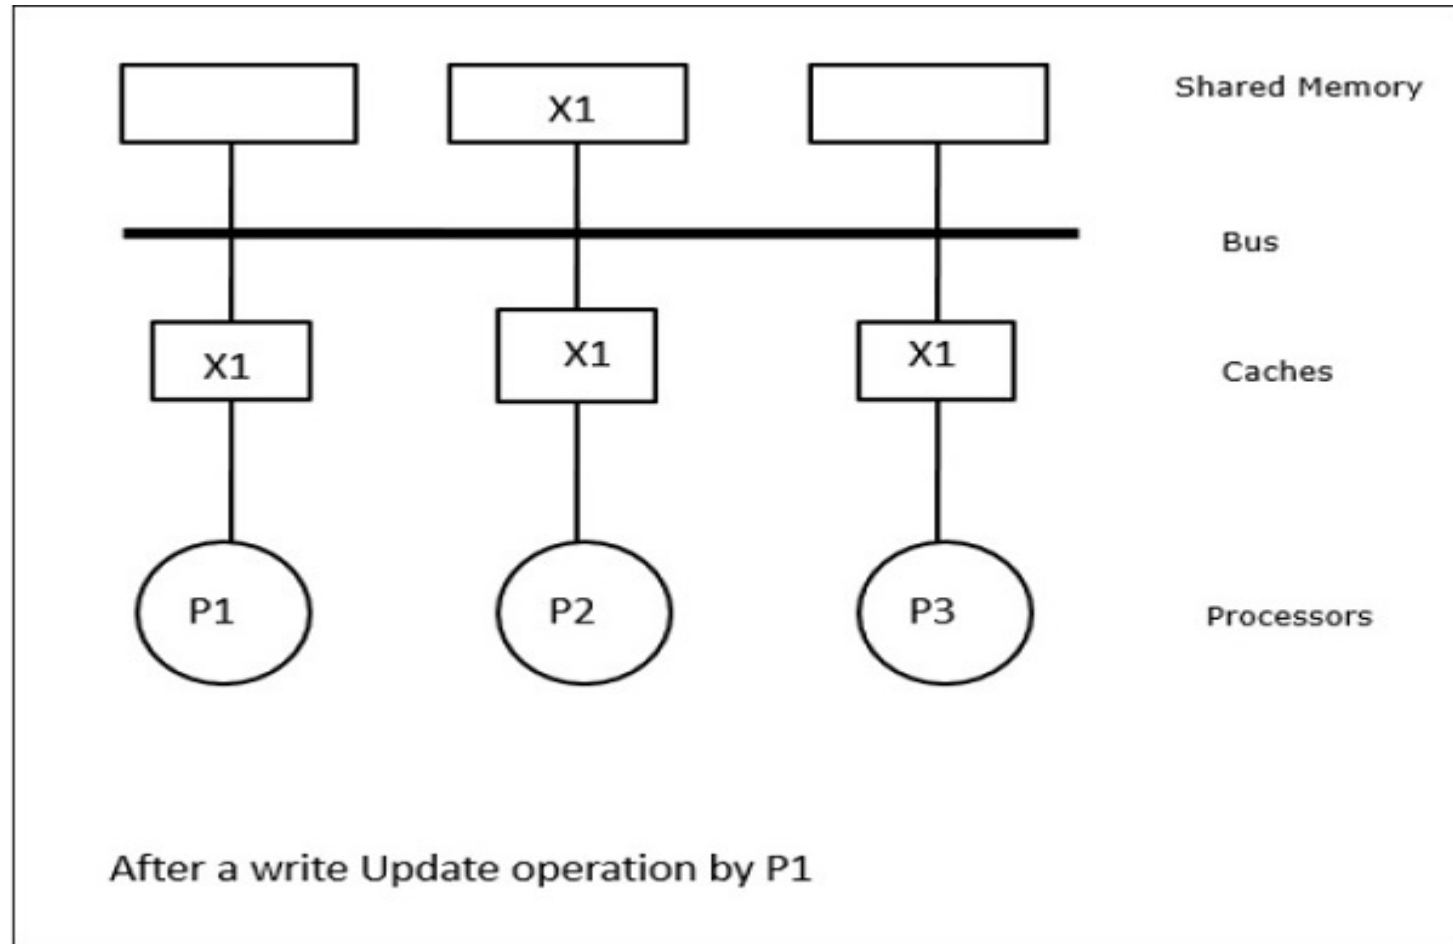 X1
Shared Memory
Bus
X1
X1
X1
Caches
P1
P2
P3
Processors
After a write Update operation by P1